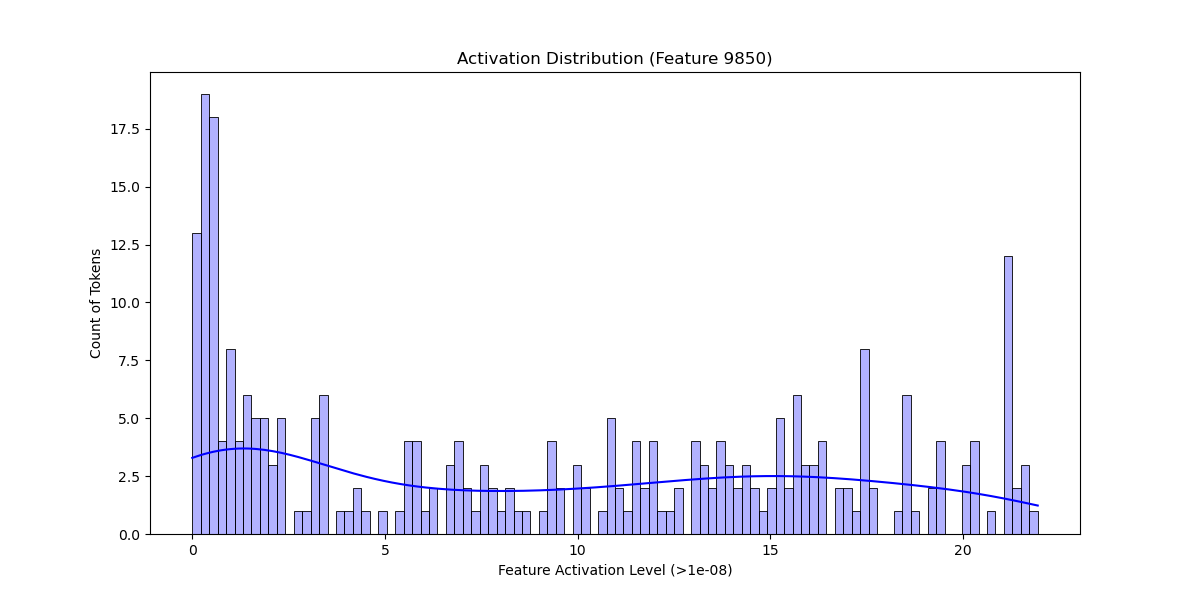 Activation Distribution (Feature 9850)
17.5
15.0
12.5
10.0
7.5
5.0
2.5
0.0
Count of Tokens
0 5 10 15 20
Feature Activation Level (>1e-08)